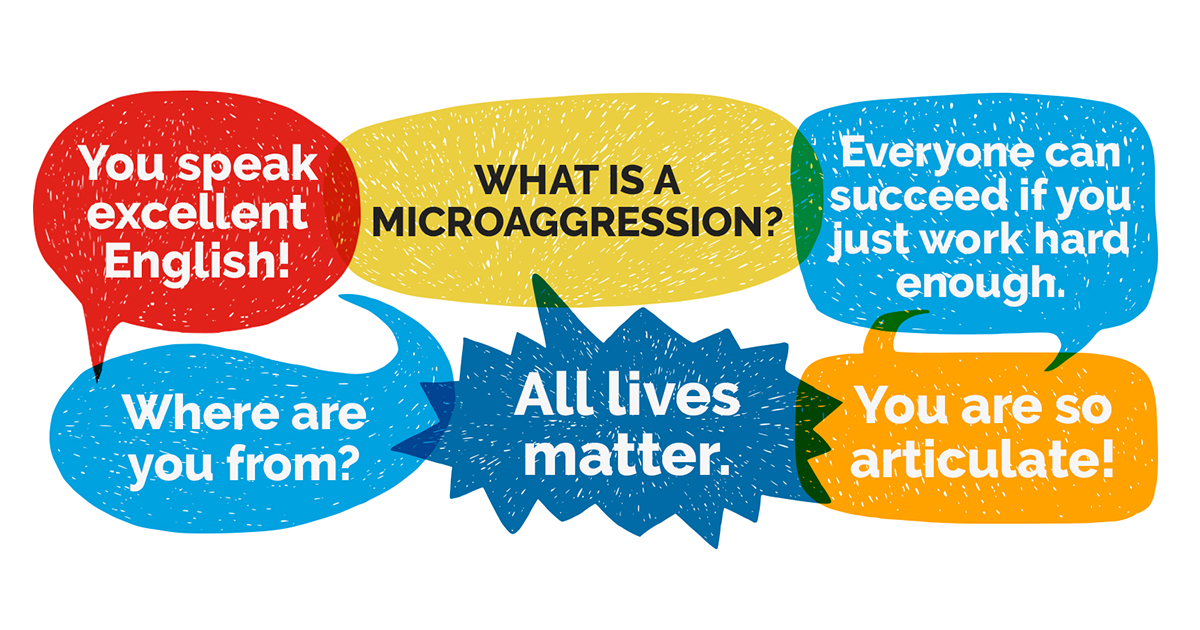 You speak
excellent
English!
WHAT IS A
MICROAGGRESSION?
Everyone can
succeed if you
just work hard
enough.
Where are
you from?
All lives
matter.
You are so
articulate!